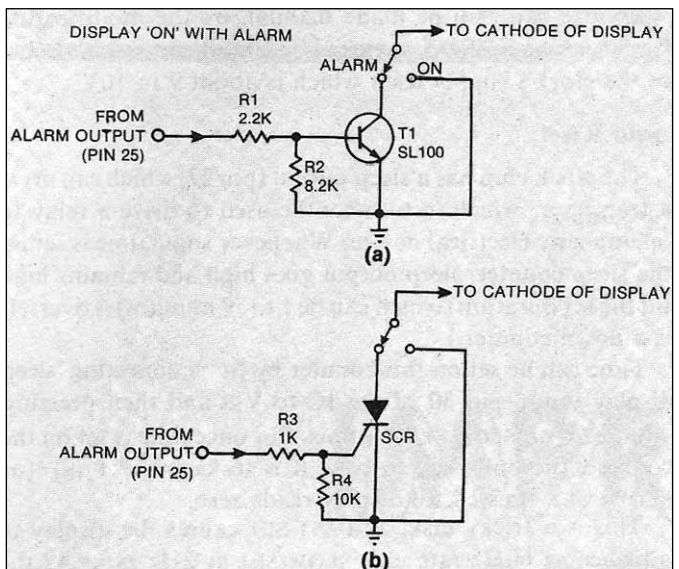 DISPLAY 'ON' WITH ALARM
TO CATHODE OF DISPLAY
ALARM
ON
FROM
ALARM OUTPUT
(PIN 25)
R1
2.2K
T1
SL100
R2
8.2K
(a)
TO CATHODE OF DISPLAY
FROM
ALARM OUTPUT
(PIN 25)
R3
1K
SCR
R4
10K
(b)